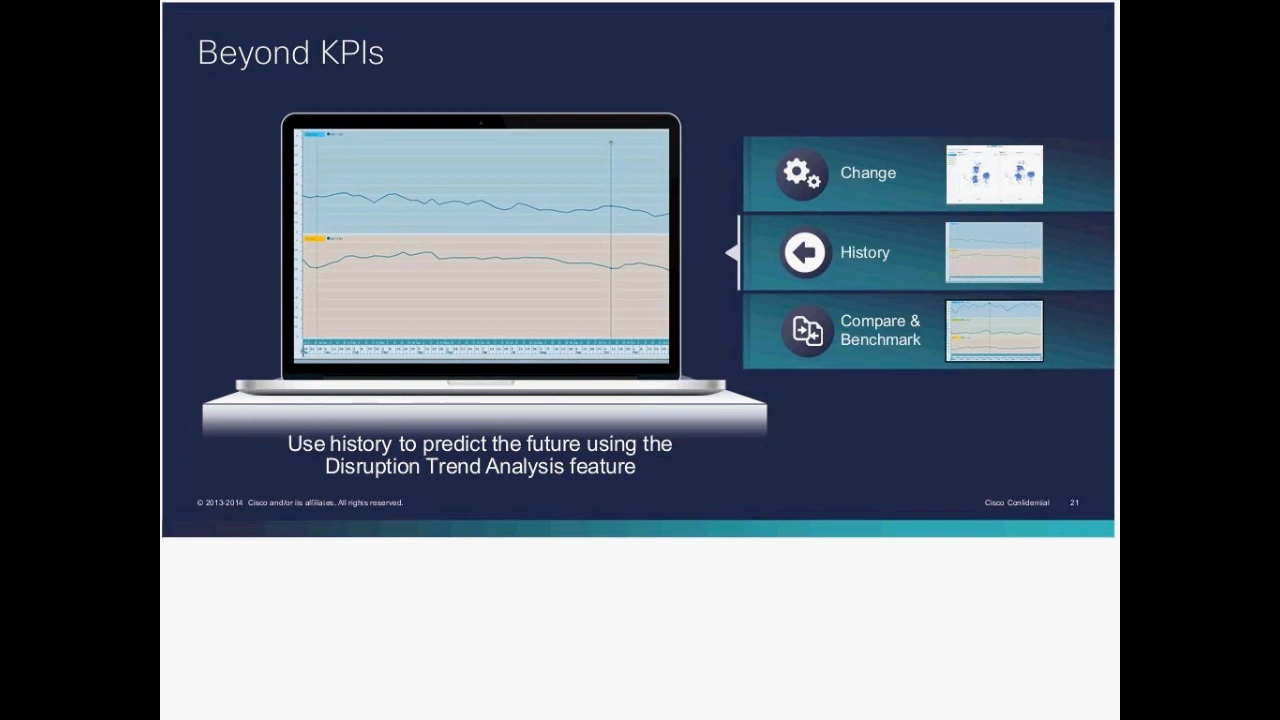 Beyond KPIs
Change
History
Compare &
Benchmark
Use history to predict the future using the
Disruption Trend Analysis feature
© 2013-2014 Cisco and/or its affiliates. All rights reserved.
Cisco Confidential 21